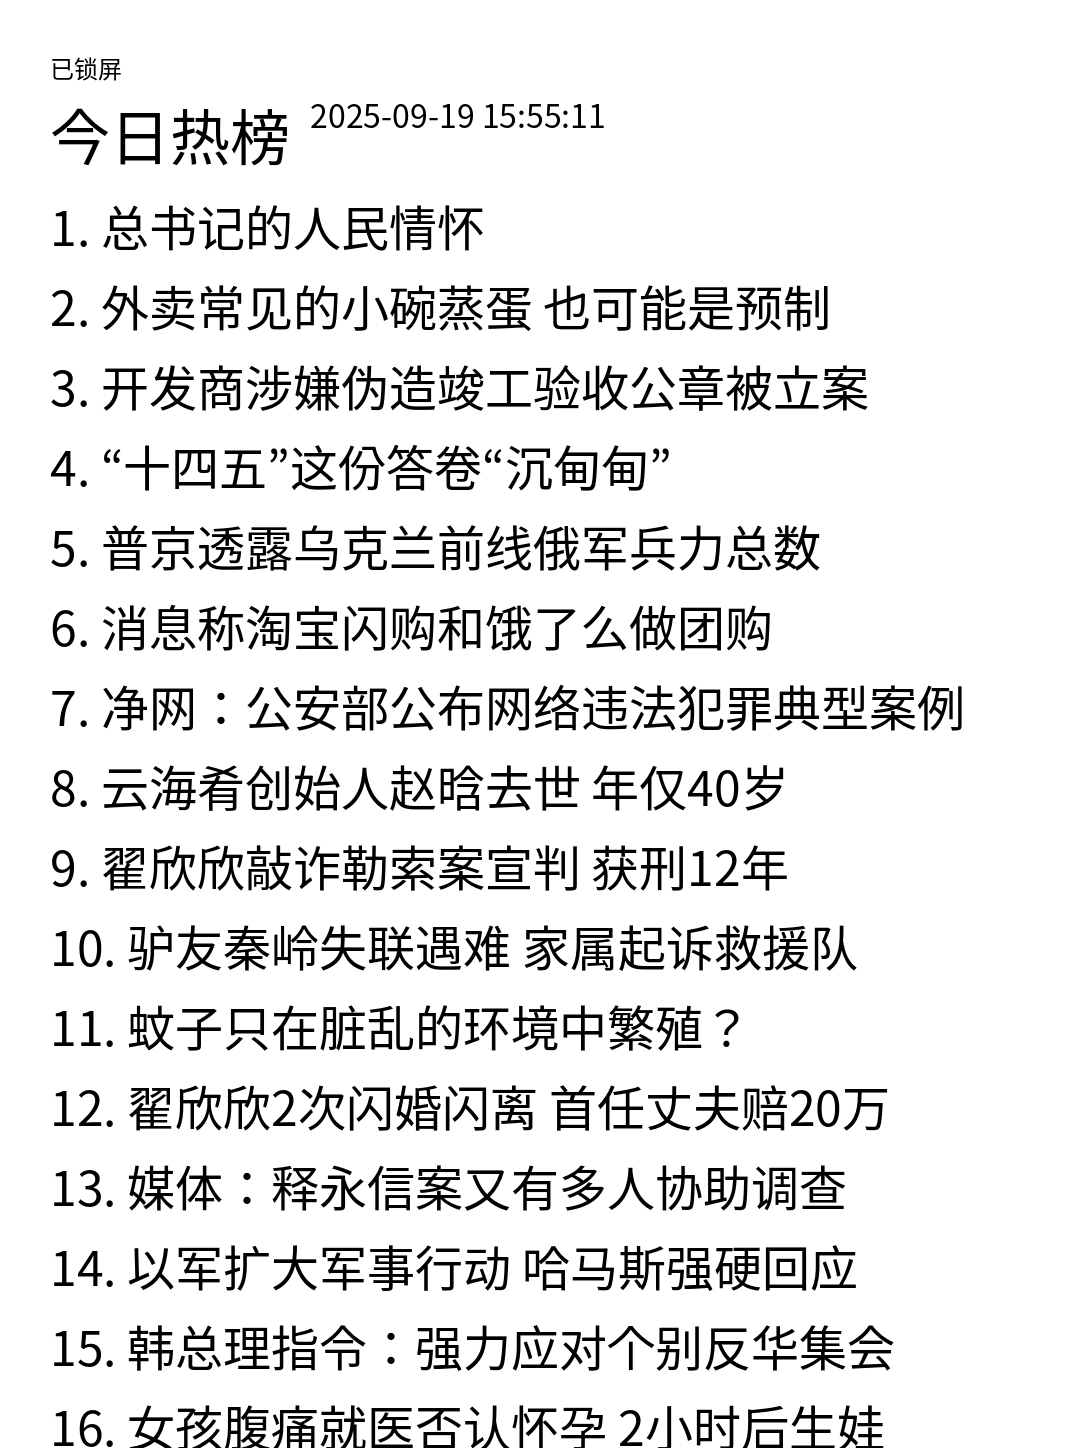 已锁屏
今日热榜 2025-09-19 15:55:11
1. 总书记的人民情怀
2. 外卖常见的小碗蒸蛋 也可能是预制
3. 开发商涉嫌伪造竣工验收公章被立案
4. “十四五”这份答卷“沉甸甸”
5. 普京透露乌克兰前线俄军兵力总数
6. 消息称淘宝闪购和饿了么做团购
7. 净网：公安部公布网络违法犯罪典型案例
8. 云海肴创始人赵晗去世 年仅40岁
9. 翟欣欣敲诈勒索案宣判 获刑12年
10. 驴友秦岭失联遇难 家属起诉救援队
11. 蚊子只在脏乱的环境中繁殖？
12. 翟欣欣2次闪婚闪离 首任丈夫赔20万
13. 媒体：释永信案又有多人协助调查
14. 以军扩大军事行动 哈马斯强硬回应
15. 韩总理指令：强力应对个别反华集会
16. 女孩腹痛就医否认怀孕 2小时后生娃